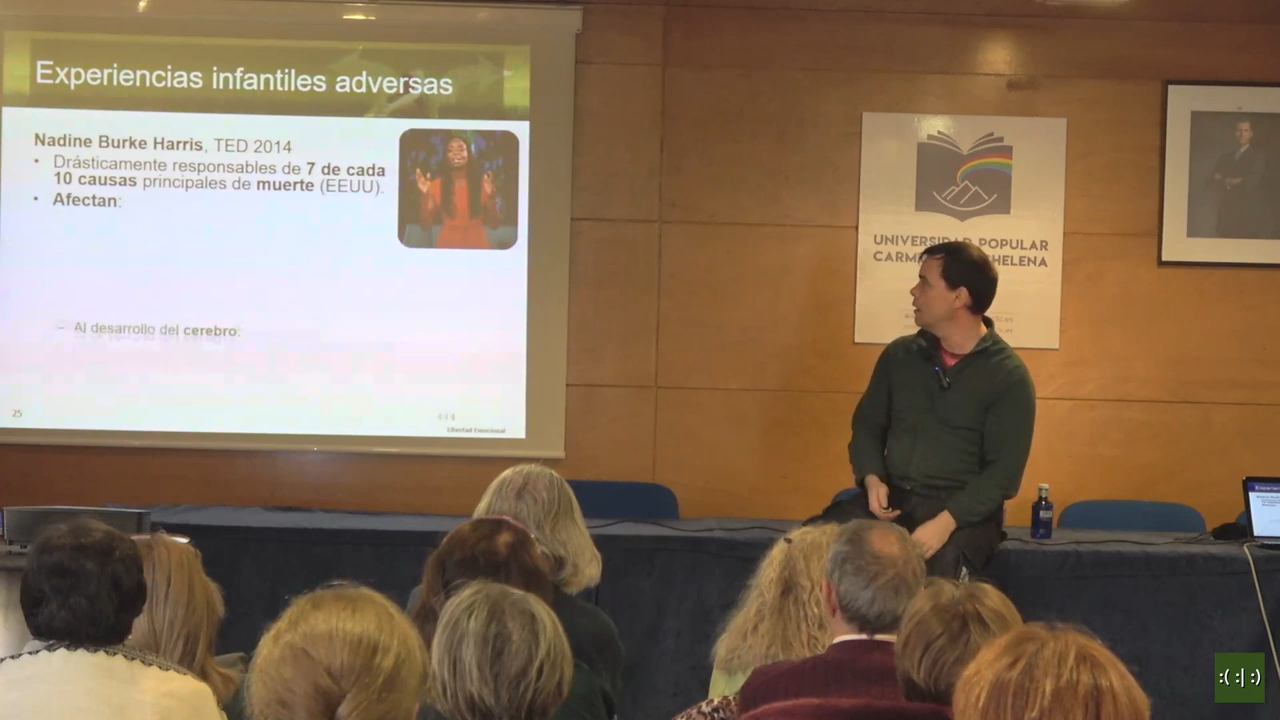 Experiencias infantiles adversas
Nadine Burke Harris, TED 2014
• Drásticamente responsables de 7 de cada
10 causas principales de muerte (EEUU).
• Afectan:
– Al desarrollo del cerebro:
25
Libertad Emocional
UNIVERSIDAD POPULAR
HELENA
:( :| :)